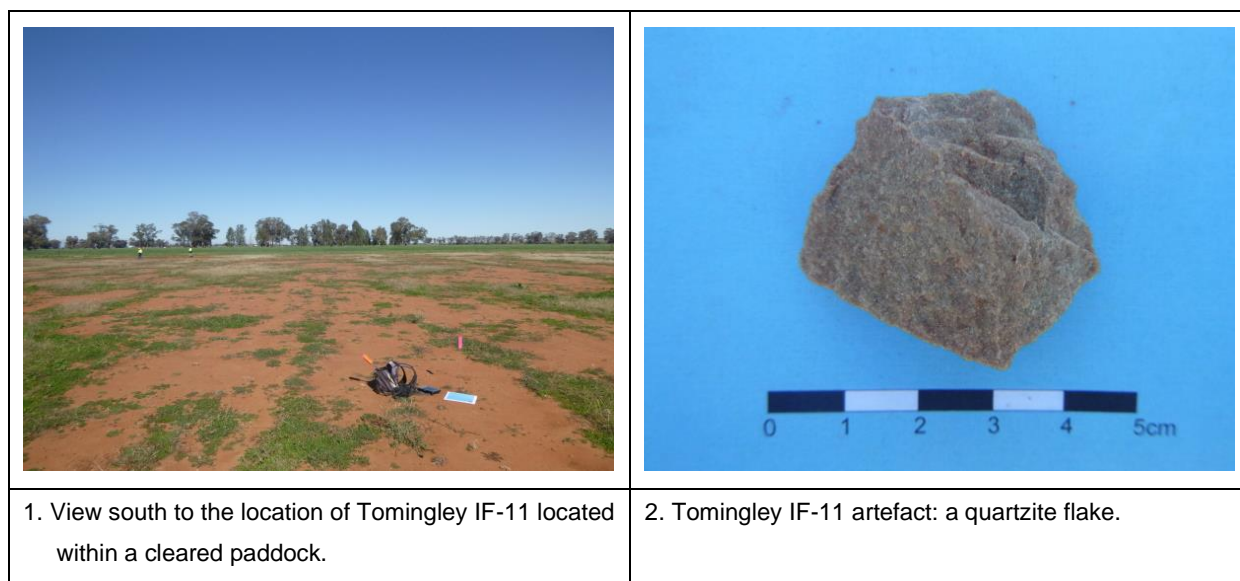 0 1 2 3 4 5cm
1. View south to the location of Tomingley IF-11 located
within a cleared paddock.
2. Tomingley IF-11 artefact: a quartzite flake.